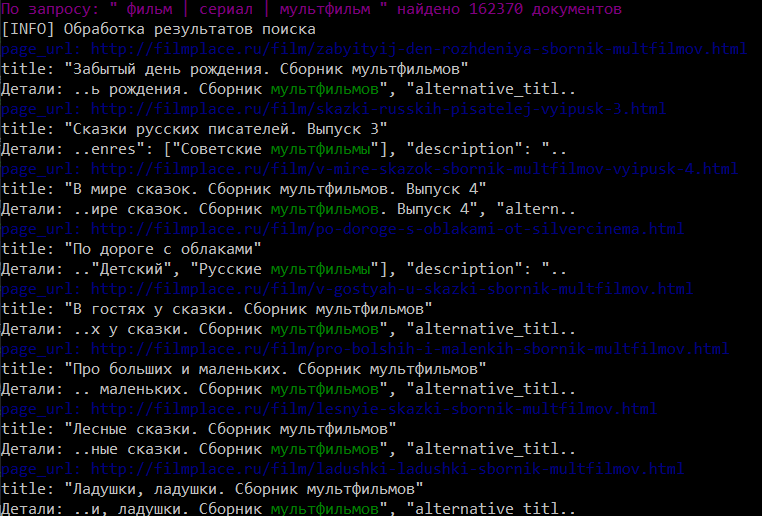 По запросу: " фильм | сериал | мультфильм " найдено 162370 документов
[INFO] Обработка результатов поиска
page_url: http://filmplace.ru/film/zabyityij-den-rozhdeniya-sbornik-multfilmov.html
title: "Забытый день рождения. Сборник мультфильмов"
Детали: ..ь рождения. Сборник мультфильмов", "alternative_titl..
page_url: http://filmplace.ru/film/skazki-russkih-pisatelej-vyipusk-3.html
title: "Сказки русских писателей. Выпуск 3"
Детали: ..enres": ["Советские мультфильмы"], "description": "..
page_url: http://filmplace.ru/film/v-mire-skazok-sbornik-multfilmov-vyipusk-4.html
title: "В мире сказок. Сборник мультфильмов. Выпуск 4"
Детали: ..ире сказок. Сборник мультфильмов. Выпуск 4", "altern..
page_url: http://filmplace.ru/film/po-doroge-s-oblakami-ot-silvercinema.html
title: "По дороге с облаками"
Детали: .."Детский", "Русские мультфильмы"], "description": "..
page_url: http://filmplace.ru/film/v-gostyah-u-skazki-sbornik-multfilmov.html
title: "В гостях у сказки. Сборник мультфильмов"
Детали: ..х у сказки. Сборник мультфильмов", "alternative_titl..
page_url: http://filmplace.ru/film/pro-bolshih-i-malenkih-sbornik-multfilmov.html
title: "Про больших и маленьких. Сборник мультфильмов"
Детали: .. маленьких. Сборник мультфильмов", "alternative_titl..
page_url: http://filmplace.ru/film/lesnyie-skazki-sbornik-multfilmov.html
title: "Лесные сказки. Сборник мультфильмов"
Детали: ..ные сказки. Сборник мультфильмов", "alternative_titl..
page_url: http://filmplace.ru/film/ladushki-ladushki-sbornik-multfilmov.html
title: "Ладушки, ладушки. Сборник мультфильмов"
Детали: ..и, ладушки. Сборник мультфильмов", "alternative_titl..